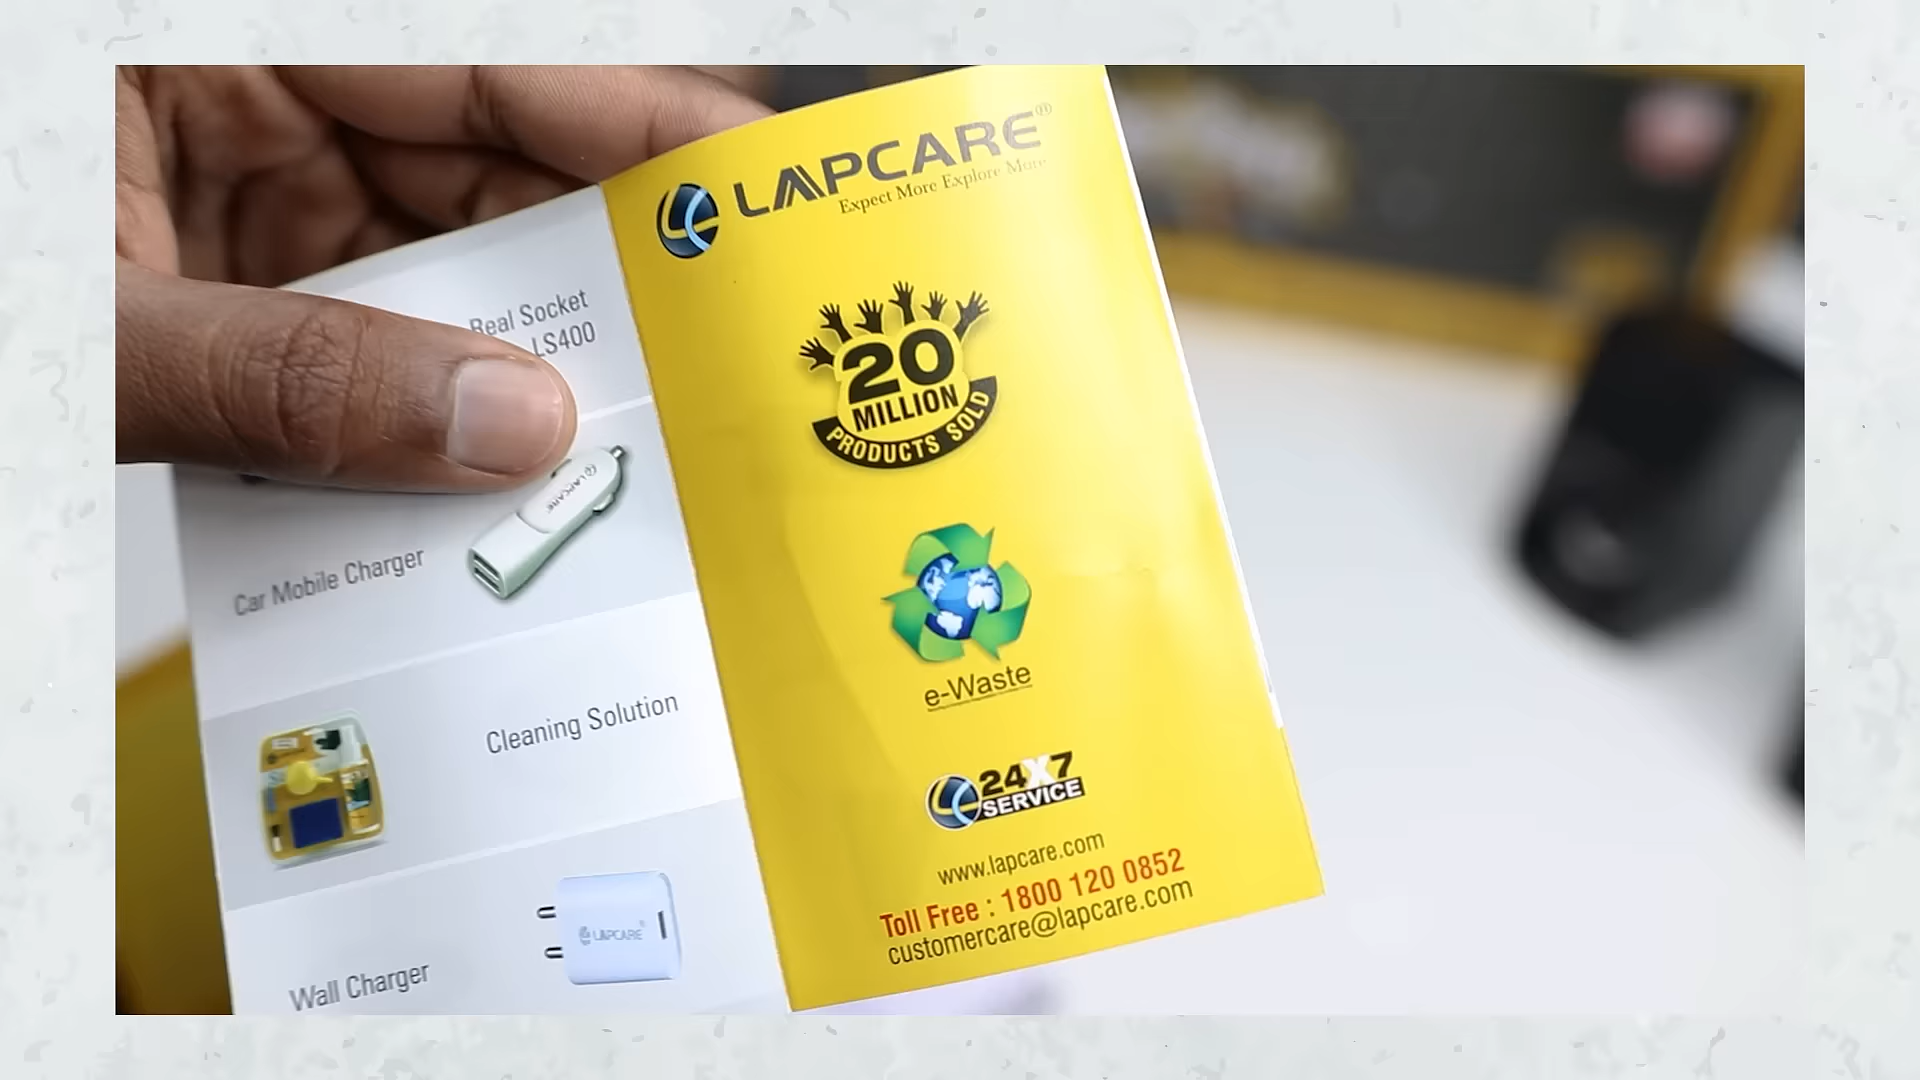 Real Socket
LS400
LAPCARE
Car Mobile Charger
Cleaning Solution
LAPCARE
Wall Charger
LAPCARE®
Expect More Explore More
20
MILLION
PRODUCTS SOLD
e-Waste
24X7
SERVICE
www.lapcare.com
Toll Free : 1800 120 0852
customercare@lapcare.com